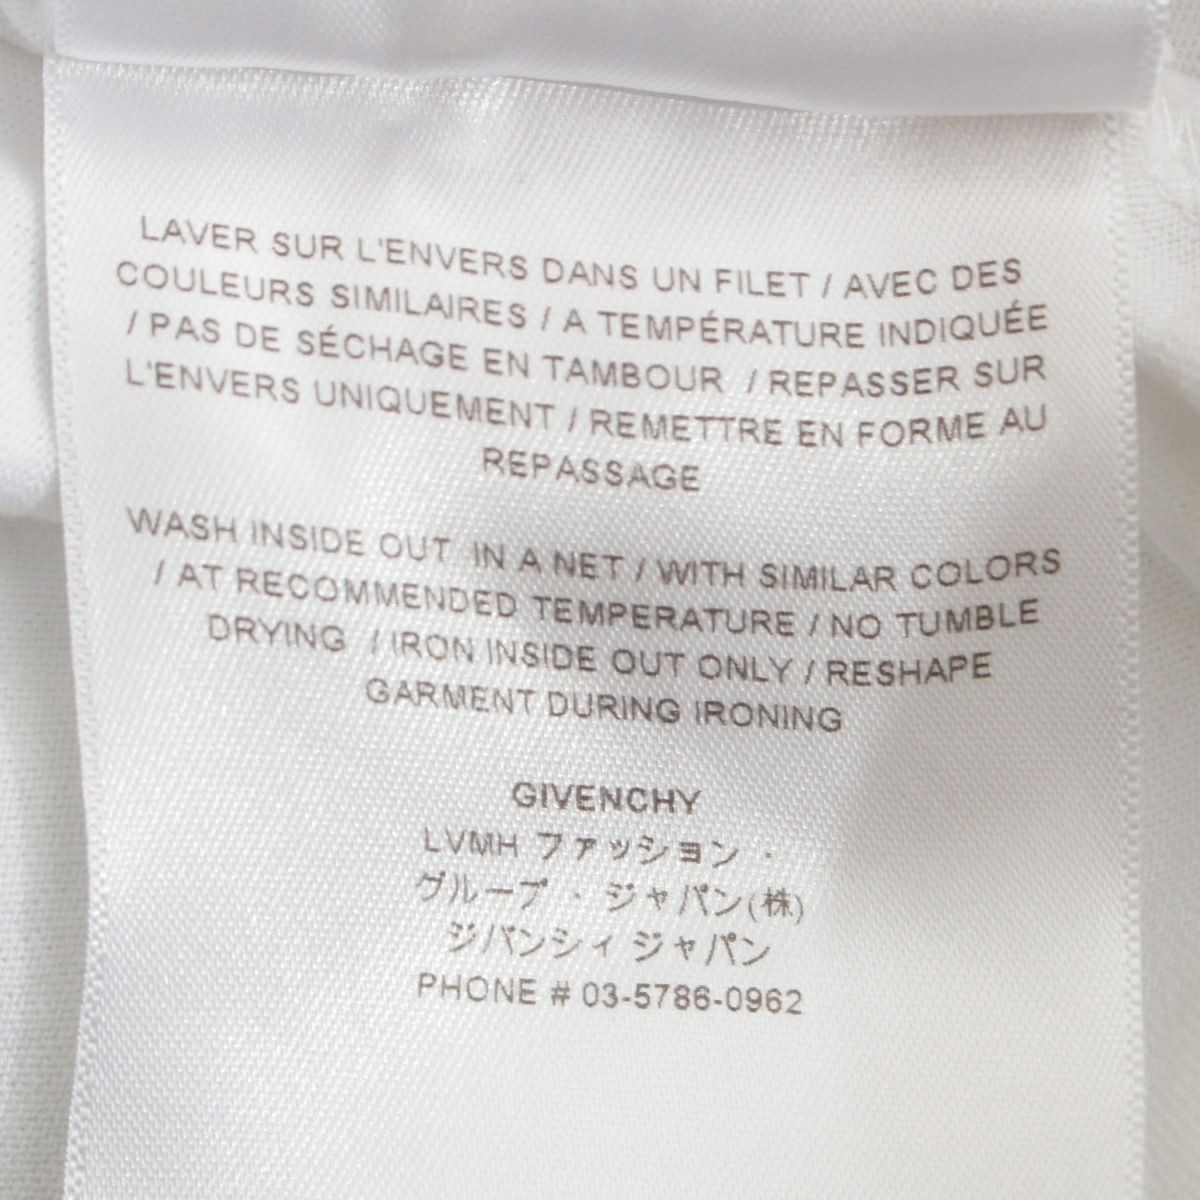 LAVER SUR L'ENVERS DANS UN FILET / AVEC DES
COULEURS SIMILAIRES / A TEMPÉRATURE INDIQUÉE
/ PAS DE SÉCHAGE EN TAMBOUR / REPASSER SUR
L'ENVERS UNIQUEMENT / REMETTRE EN FORME AU
REPASSAGE
WASH INSIDE OUT IN A NET / WITH SIMILAR COLORS
/ AT RECOMMENDED TEMPERATURE / NO TUMBLE
DRYING / IRON INSIDE OUT ONLY / RESHAPE
GARMENT DURING IRONING
GIVENCHY
LVMH ファッション ・
グループ ・ ジャパン(株)
ジバンシィ ジャパン
PHONE # 03-5786-0962